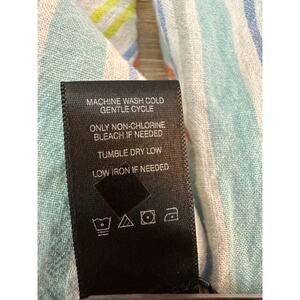 MACHINE WASH COLD
GENTLE CYCLE
ONLY NON-CHLORINE
BLEACH IF NEEDED
TUMBLE DRY LOW
LOW IRON IF NEEDED